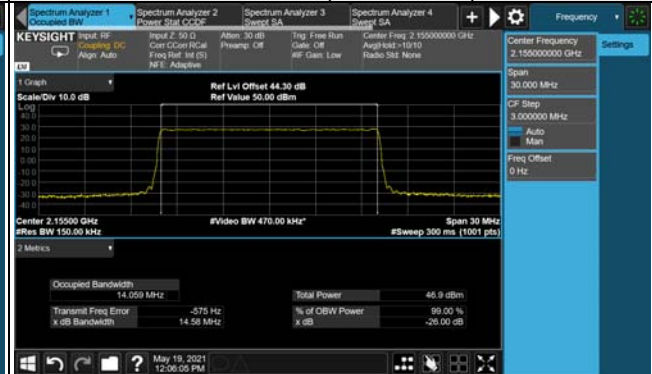 Spectrum Analyzer 1
Occupied BW
Spectrum Analyzer 2
Power Stat CCDF
Spectrum Analyzer 3
Swept SA
Spectrum Analyzer 4
Swept SA
Frequency
KEYSIGHT
Input: RF
Coupling: DC
Align: Auto
Input Z: 50 Ω
Corr CCorr RCal
Freq Ref: Int (S)
NFE: Adaptive
Atten: 30 dB
Preamp: Off
Trig: Free Run
Gate: Off
#IF Gain: Low
Center Freq: 2.155000000 GHz
Avg|Hold:>10/10
Radio Std: None
Center Frequency
2.155000000 GHz
Settings
Span
30.000 MHz
CF Step
3.000000 MHz
Auto
Man
Freq Offset
0 Hz
1 Graph
Scale/Div 10.0 dB
Ref Lvl Offset 44.30 dB
Ref Value 50.00 dBm
Log
40.0
30.0
20.0
10.0
0.00
-10.0
-20.0
-30.0
-40.0
Center 2.15500 GHz
#Res BW 150.00 kHz
#Video BW 470.00 kHz*
Span 30 MHz
#Sweep 300 ms (1001 pts)
2 Metrics
Occupied Bandwidth
14.059 MHz
Total Power
46.9 dBm
Transmit Freq Error
-575 Hz
% of OBW Power
99.00 %
x dB Bandwidth
14.58 MHz
x dB
-26.00 dB
May 19, 2021
12:06:05 PM